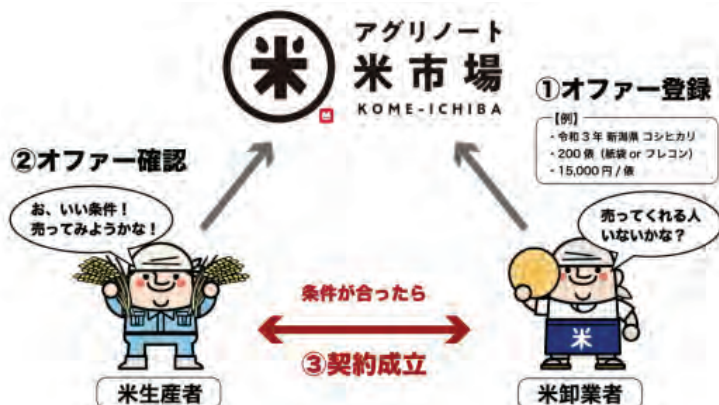 アグリノート
米
米市場
KOME-ICHIBA
①オファー登録
【例】
・令和3年 新潟県 コシヒカリ
・200俵（紙袋 or フレコン）
・15,000円/俵
②オファー確認
お、いい条件！
売ってみようかな！
売ってくれる人
いないかな？
条件が合ったら
③契約成立
米
米生産者
米卸業者